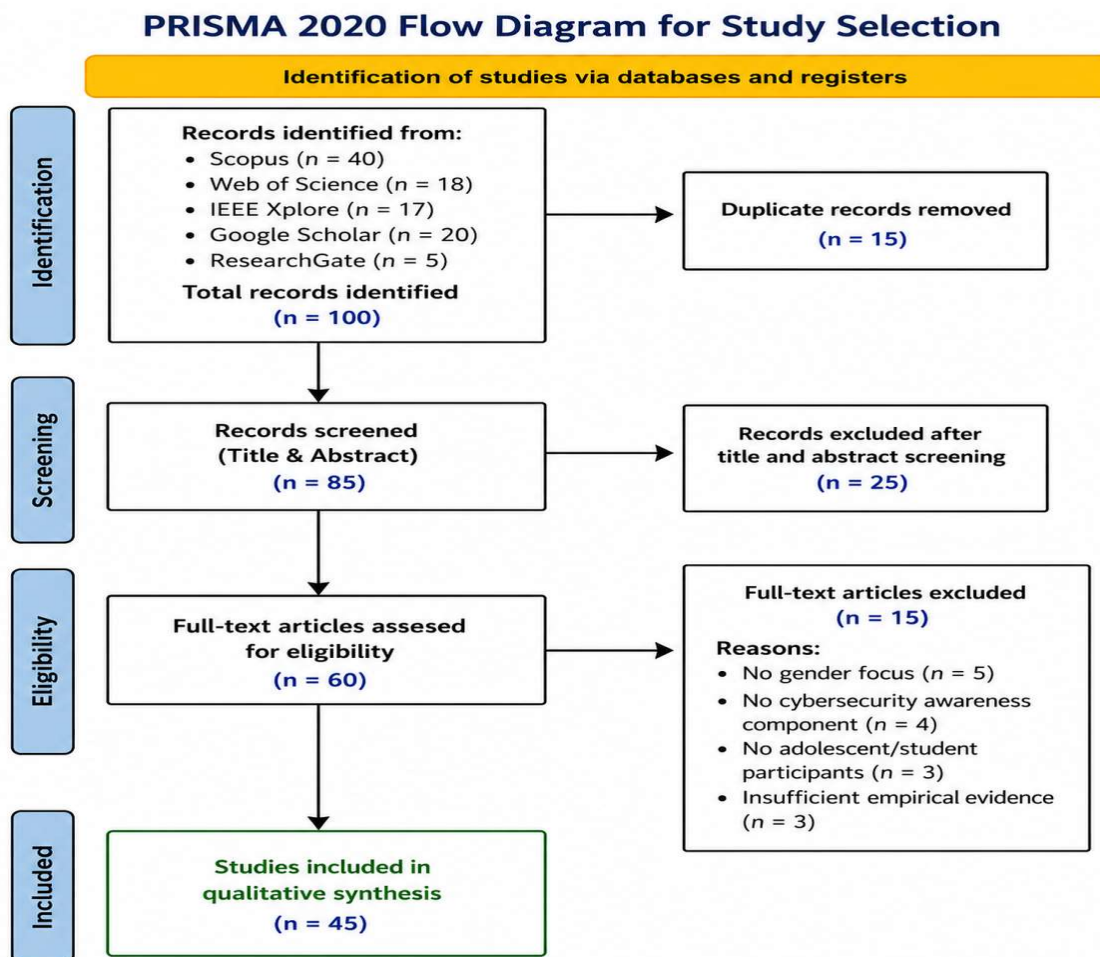 PRISMA 2020 Flow Diagram for Study Selection
Identification of studies via databases and registers
Identification
Records identified from:
• Scopus (n = 40)
• Web of Science (n = 18)
• IEEE Xplore (n = 17)
• Google Scholar (n = 20)
• ResearchGate (n = 5)
Total records identified
(n = 100)
Duplicate records removed
(n = 15)
Screening
Records screened
(Title & Abstract)
(n = 85)
Records excluded after
title and abstract screening
(n = 25)
Eligibility
Full-text articles assesed
for eligibility
(n = 60)
Full-text articles excluded
(n = 15)
Reasons:
• No gender focus (n = 5)
• No cybersecurity awareness
component (n = 4)
• No adolescent/student
participants (n = 3)
• Insufficient empirical evidence
(n = 3)
Included
Studies included in
qualitative synthesis
(n = 45)